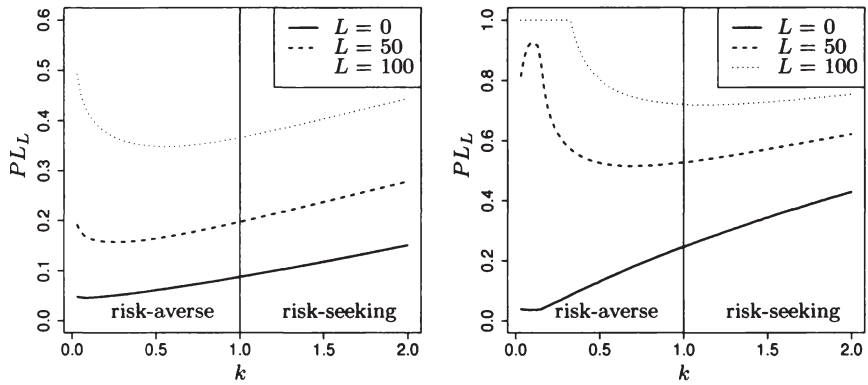 0.6
0.5
0.4
0.3
0.2
0.1
0.0
PL_L
L = 0
L = 50
L = 100
risk-averse
risk-seeking
0.0 0.5 1.0 1.5 2.0
k
1.0
0.8
0.6
0.4
0.2
0.0
PL_L
L = 0
L = 50
L = 100
risk-averse
risk-seeking
0.0 0.5 1.0 1.5 2.0
k